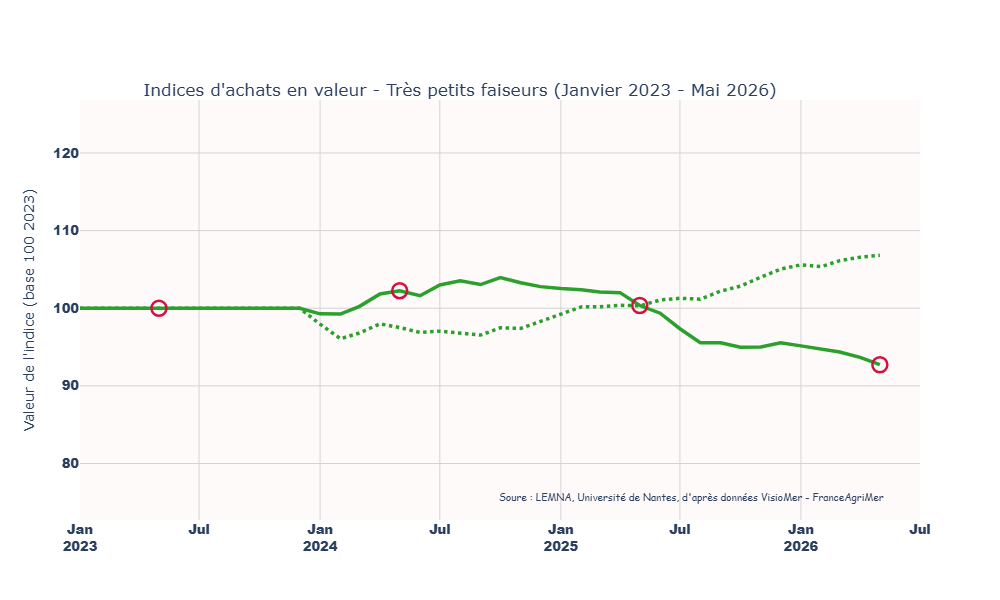 Indices d'achats en valeur - Très petits faiseurs (Janvier 2023 - Mai 2026)
Valeur de l'Indice (base 100 2023)
120
110
100
90
80
Soure : LEMNA, Université de Nantes, d'après données VisioMer - FranceAgriMer
Jan Jul Jan Jul Jan Jul Jan Jul
2023 2024 2025 2026